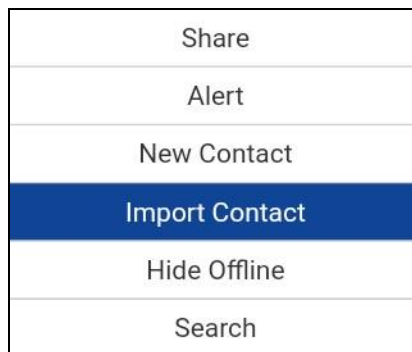 Share
Alert
New Contact
Import Contact
Hide Offline
Search